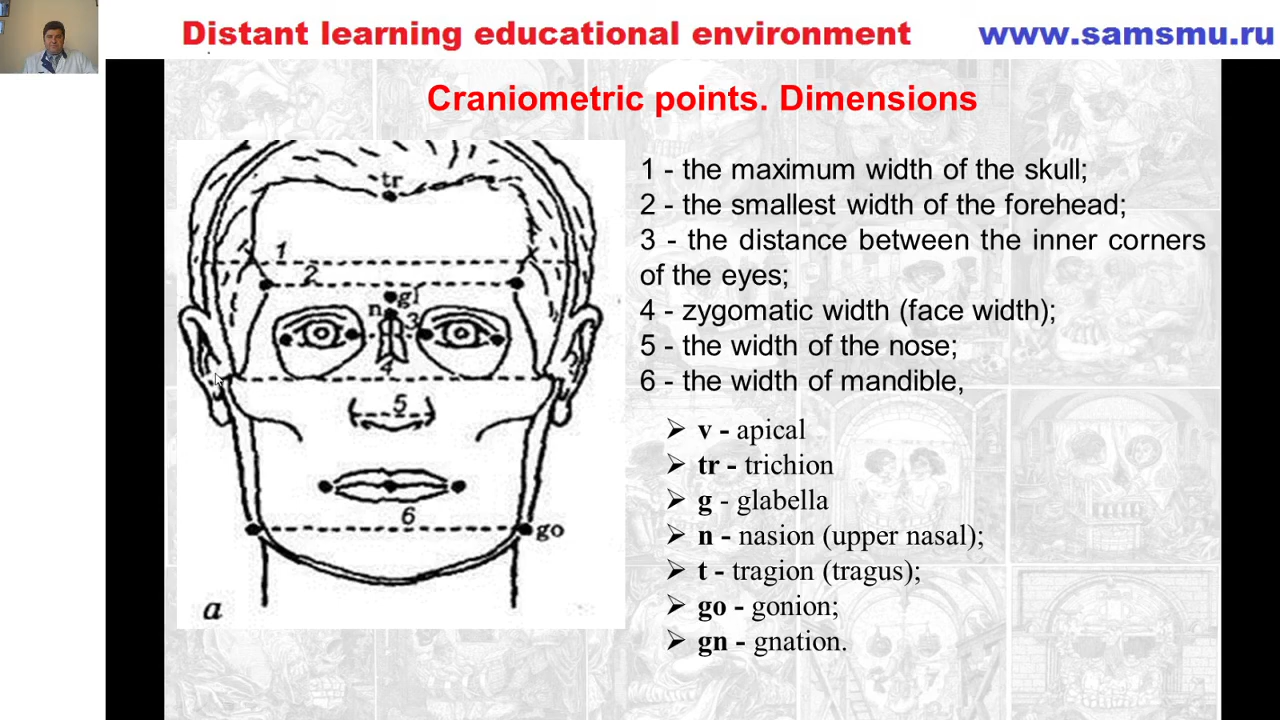 Distant learning educational environment www.samsmu.ru
Craniometric points. Dimensions
tr
1
2
gl
n
3
4
5
6
go
a
1 - the maximum width of the skull;
2 - the smallest width of the forehead;
3 - the distance between the inner corners
of the eyes;
4 - zygomatic width (face width);
5 - the width of the nose;
6 - the width of mandible,
➢ v - apical
➢ tr - trichion
➢ g - glabella
➢ n - nasion (upper nasal);
➢ t - tragion (tragus);
➢ go - gonion;
➢ gn - gnation.